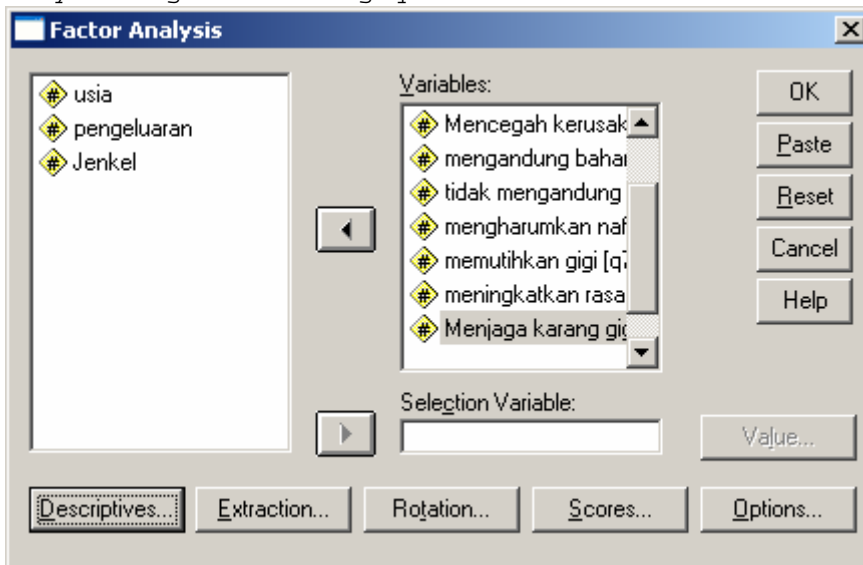 Factor Analysis
usia
pengeluaran
Jenkel
Variables:
Mencegah kerusak
mengandung bahar
tidak mengandung
mengharumkan naf
memutihkan gigi [q7
meningkatkan rasa
Menjaga karang gig
Selection Variable:
OK
Paste
Reset
Cancel
Help
Value...
Descriptives... Extraction... Rotation... Scores... Options...